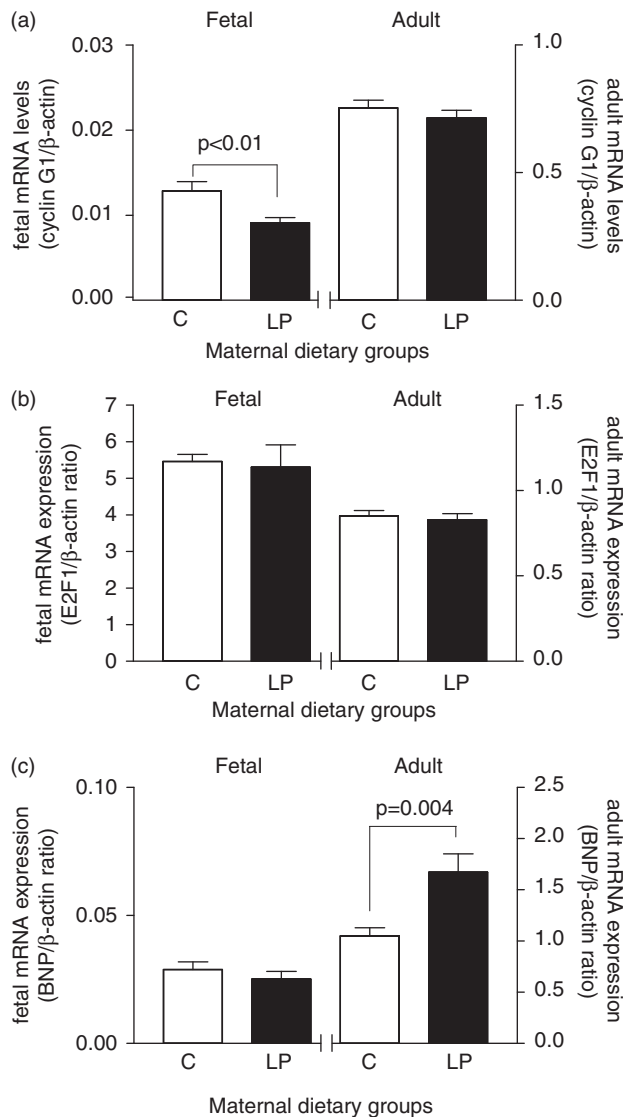 (a)
Fetal
Adult
fetal mRNA levels
(cyclin G1/β-actin)
0.03
0.02
0.01
0.00
p<0.01
1.0
0.5
0.0
adult mRNA levels
(cyclin G1/β-actin)
C
LP
C
LP
Maternal dietary groups
(b)
Fetal
Adult
fetal mRNA expression
(E2F1/β-actin ratio)
7
6
5
4
3
2
1
0
1.5
1.0
0.5
0.0
adult mRNA expression
(E2F1/β-actin ratio)
C
LP
C
LP
Maternal dietary groups
(c)
Fetal
Adult
fetal mRNA expression
(BNP/β-actin ratio)
0.10
0.05
0.00
p=0.004
2.5
2.0
1.5
1.0
0.5
0.0
adult mRNA expression
(BNP/β-actin ratio)
C
LP
C
LP
Maternal dietary groups